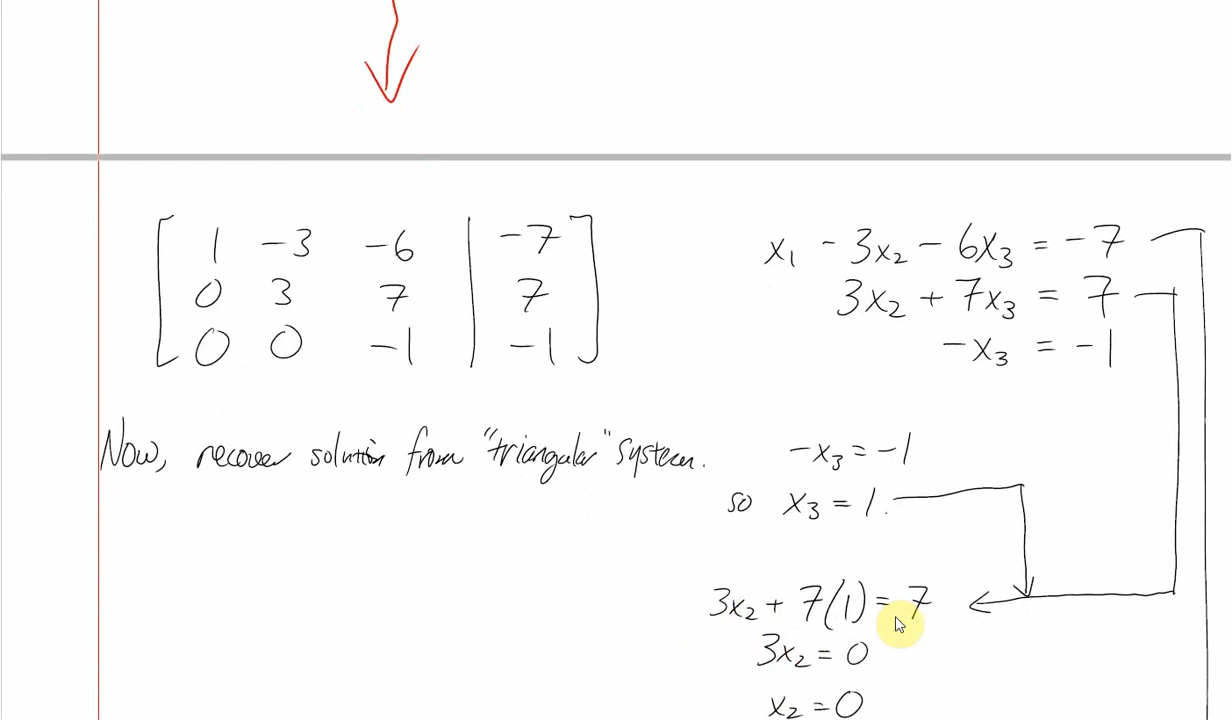 1 -3 -6 | -7
0 3 7 | 7
0 0 -1 | -1
x₁ - 3x₂ - 6x₃ = -7
3x₂ + 7x₃ = 7
-x₃ = -1
Now, recover solution from "triangular" system.
-x₃ = -1
so x₃ = 1.
3x₂ + 7(1) = 7
3x₂ = 0
x₂ = 0